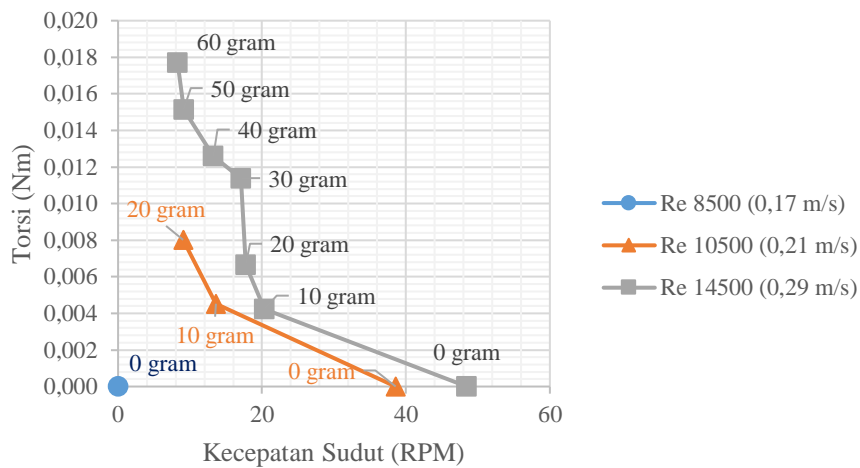 0,020
0,018
0,016
0,014
0,012
0,010
0,008
0,006
0,004
0,002
0,000
Torsi (Nm)
60 gram
50 gram
40 gram
30 gram
20 gram
20 gram
10 gram
10 gram
0 gram
0 gram
0 gram
0
20
40
60
Kecepatan Sudut (RPM)
Re 8500 (0,17 m/s)
Re 10500 (0,21 m/s)
Re 14500 (0,29 m/s)